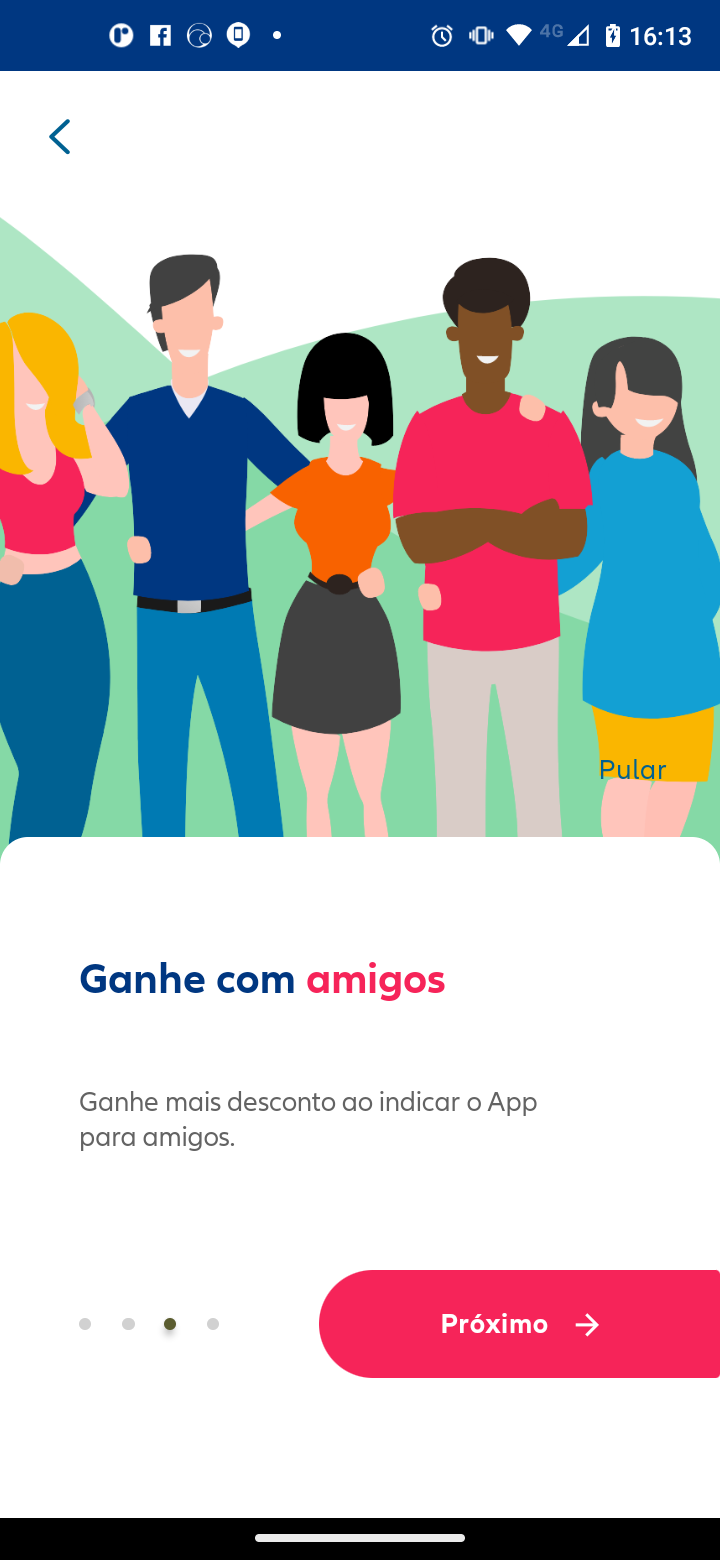 4G 16:13
Pular
Ganhe com amigos
Ganhe mais desconto ao indicar o App
para amigos.
Próximo